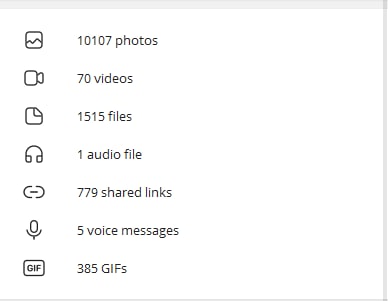 10107 photos
70 videos
1515 files
1 audio file
779 shared links
5 voice messages
GIF 385 GIFs